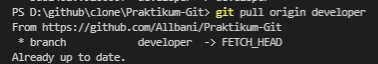 PS D:\github\clone\Praktikum-Git> git pull origin developer
From https://github.com/Allbani/Praktikum-Git
 * branch            developer  -> FETCH_HEAD
Already up to date.